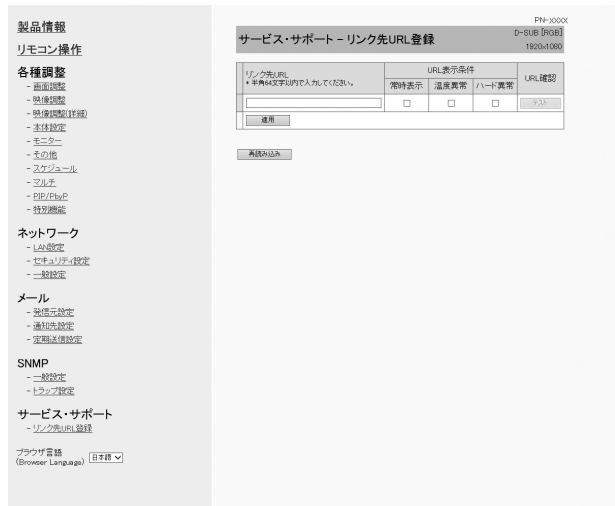 製品情報
リモコン操作
各種調整
- 画面調整
- 映像調整
- 映像調整(詳細)
- 本体設定
- モニター
- その他
- スケジュール
- マルチ
- PIP/PbyP
- 特別機能
ネットワーク
- LAN設定
- セキュリティ設定
- 一般設定
メール
- 発信元設定
- 通知先設定
- 定期送信設定
SNMP
- 一般設定
- トラップ設定
サービス・サポート
- リンク先URL登録
ブラウザ言語
(Browser Language) 日本語
PN-xxxx
サービス・サポート - リンク先URL登録
D-SUB [RGB]
1920x1080
リンク先URL
* 半角64文字以内で入力してください。
URL表示条件
常時表示 温度異常 ハード異常
URL確認
テスト
適用
再読み込み